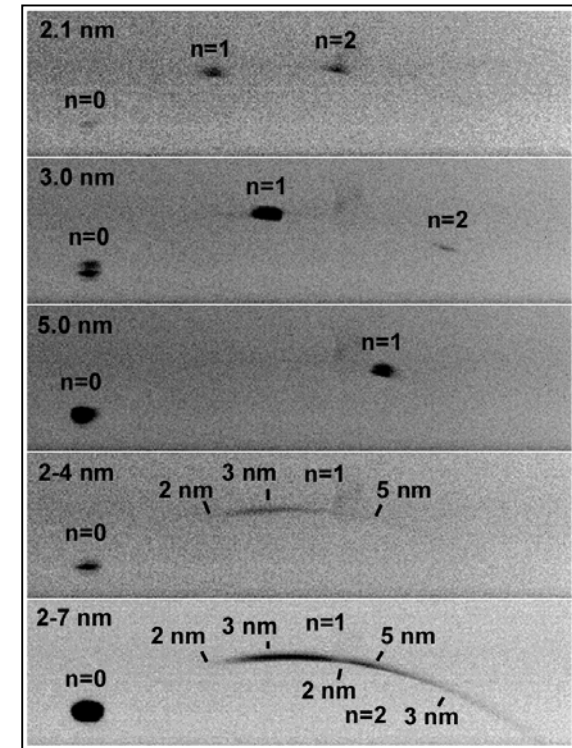 2.1 nm
n=1
n=2
n=0
3.0 nm
n=1
n=0
n=2
5.0 nm
n=1
n=0
2-4 nm
3 nm n=1
2 nm 5 nm
n=0
2-7 nm
3 nm n=1
2 nm 5 nm
n=0
2 nm
n=2 3 nm